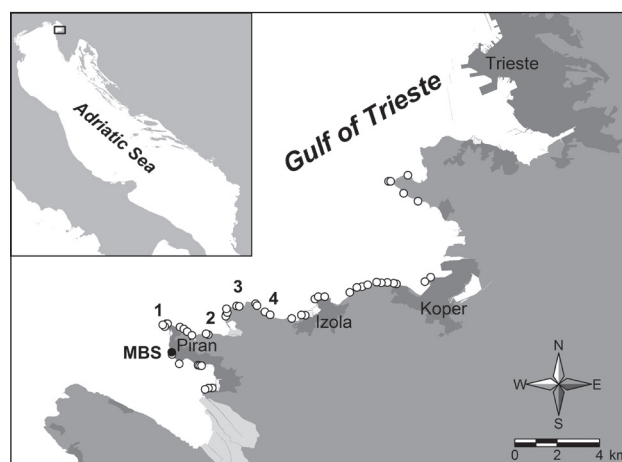 Adriatic Sea
Gulf of Trieste
Trieste
1
2
3
4
MBS
Piran
Izola
Koper
N
W
E
S
0 2 4 km